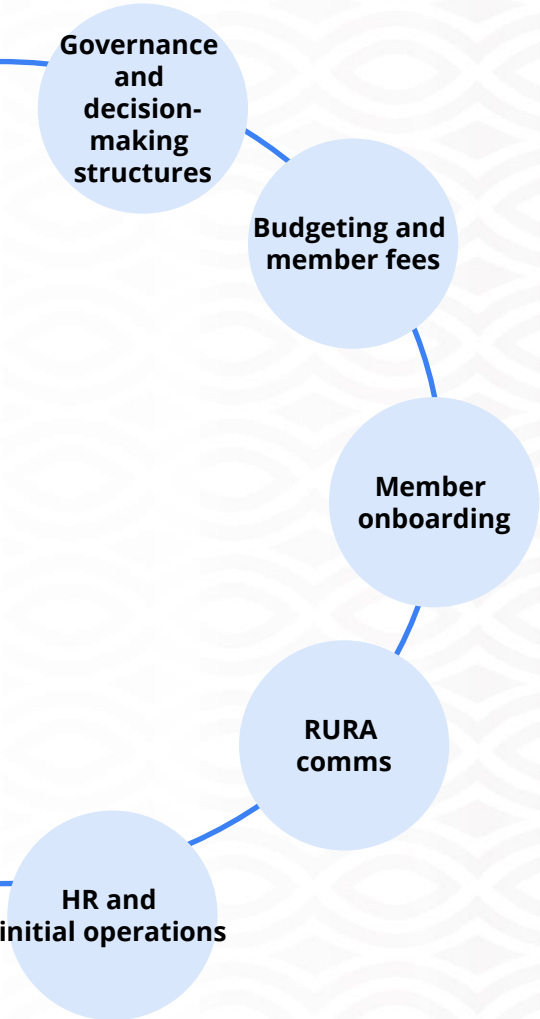 Governance
and
decision-
making
structures
Budgeting and
member fees
Member
onboarding
RURA
comms
HR and
initial operations